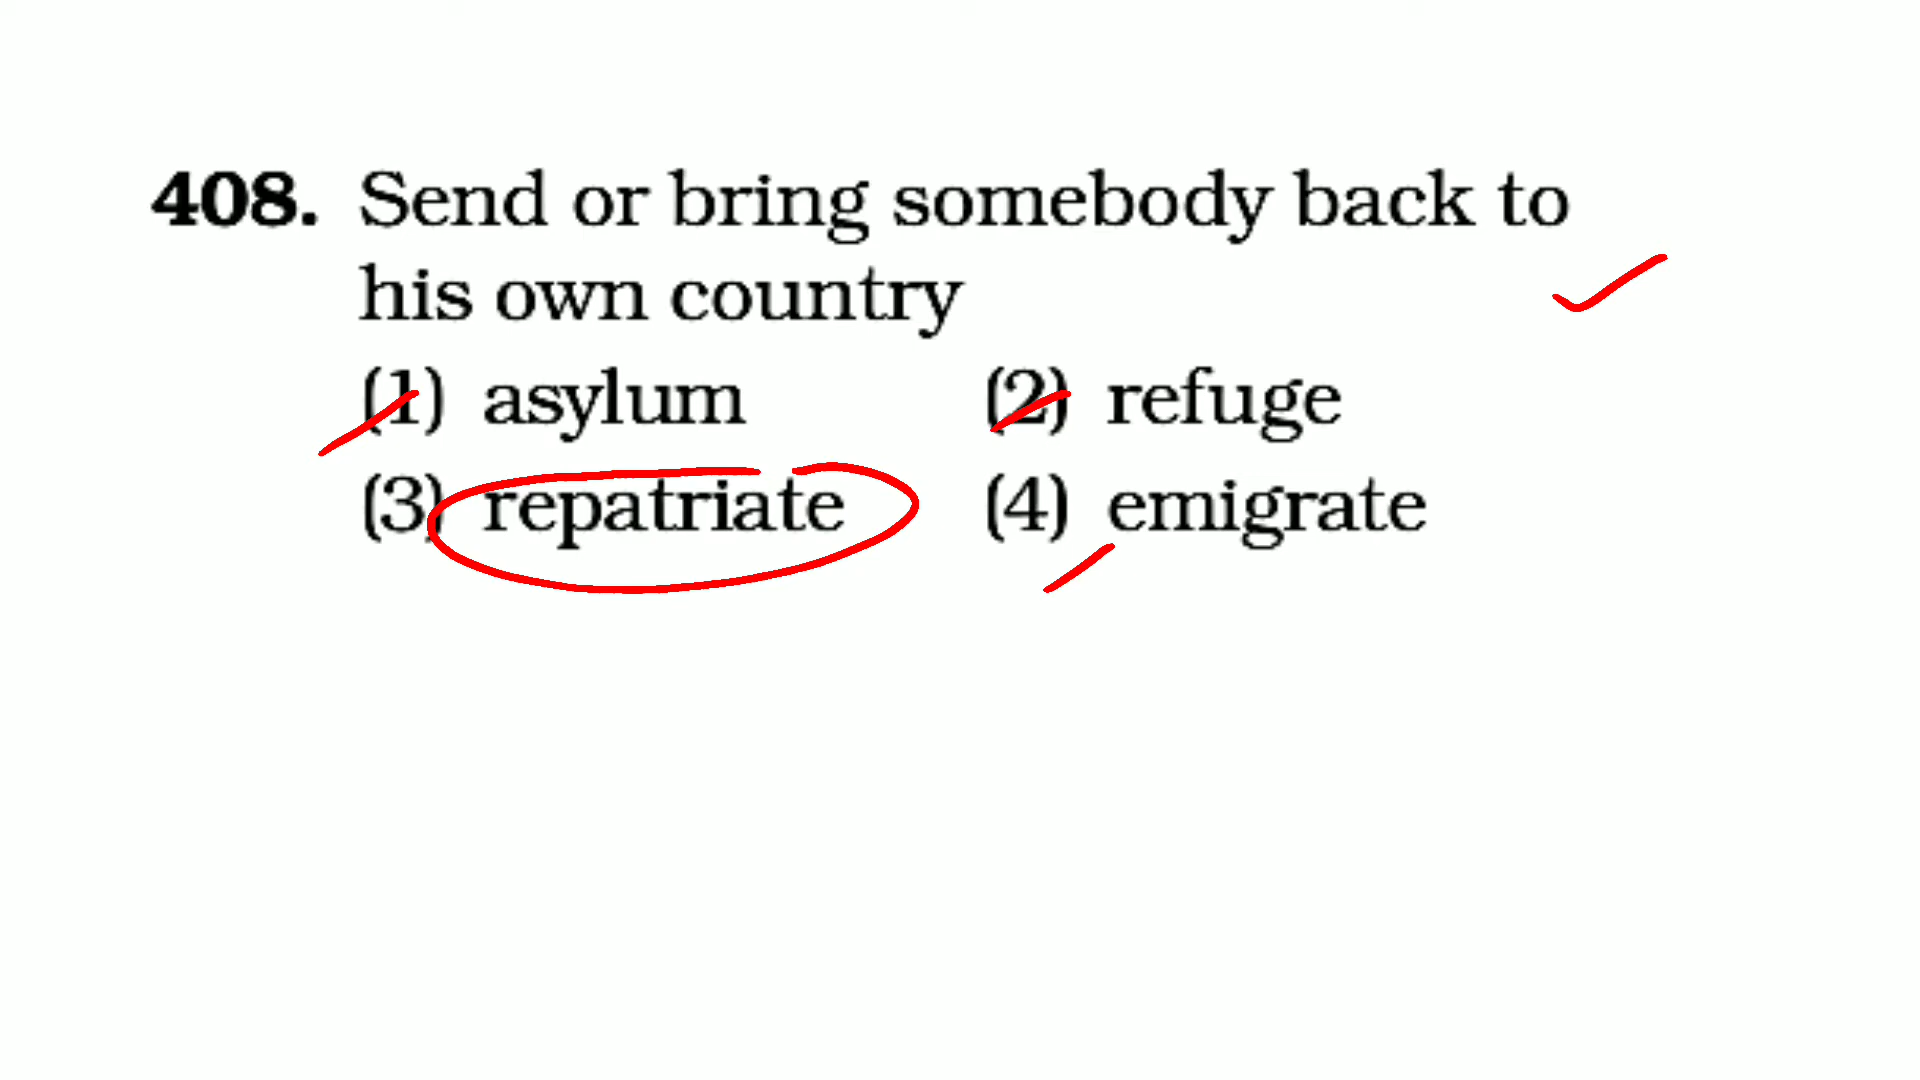 408. Send or bring somebody back to
his own country
(1) asylum (2) refuge
(3) repatriate (4) emigrate